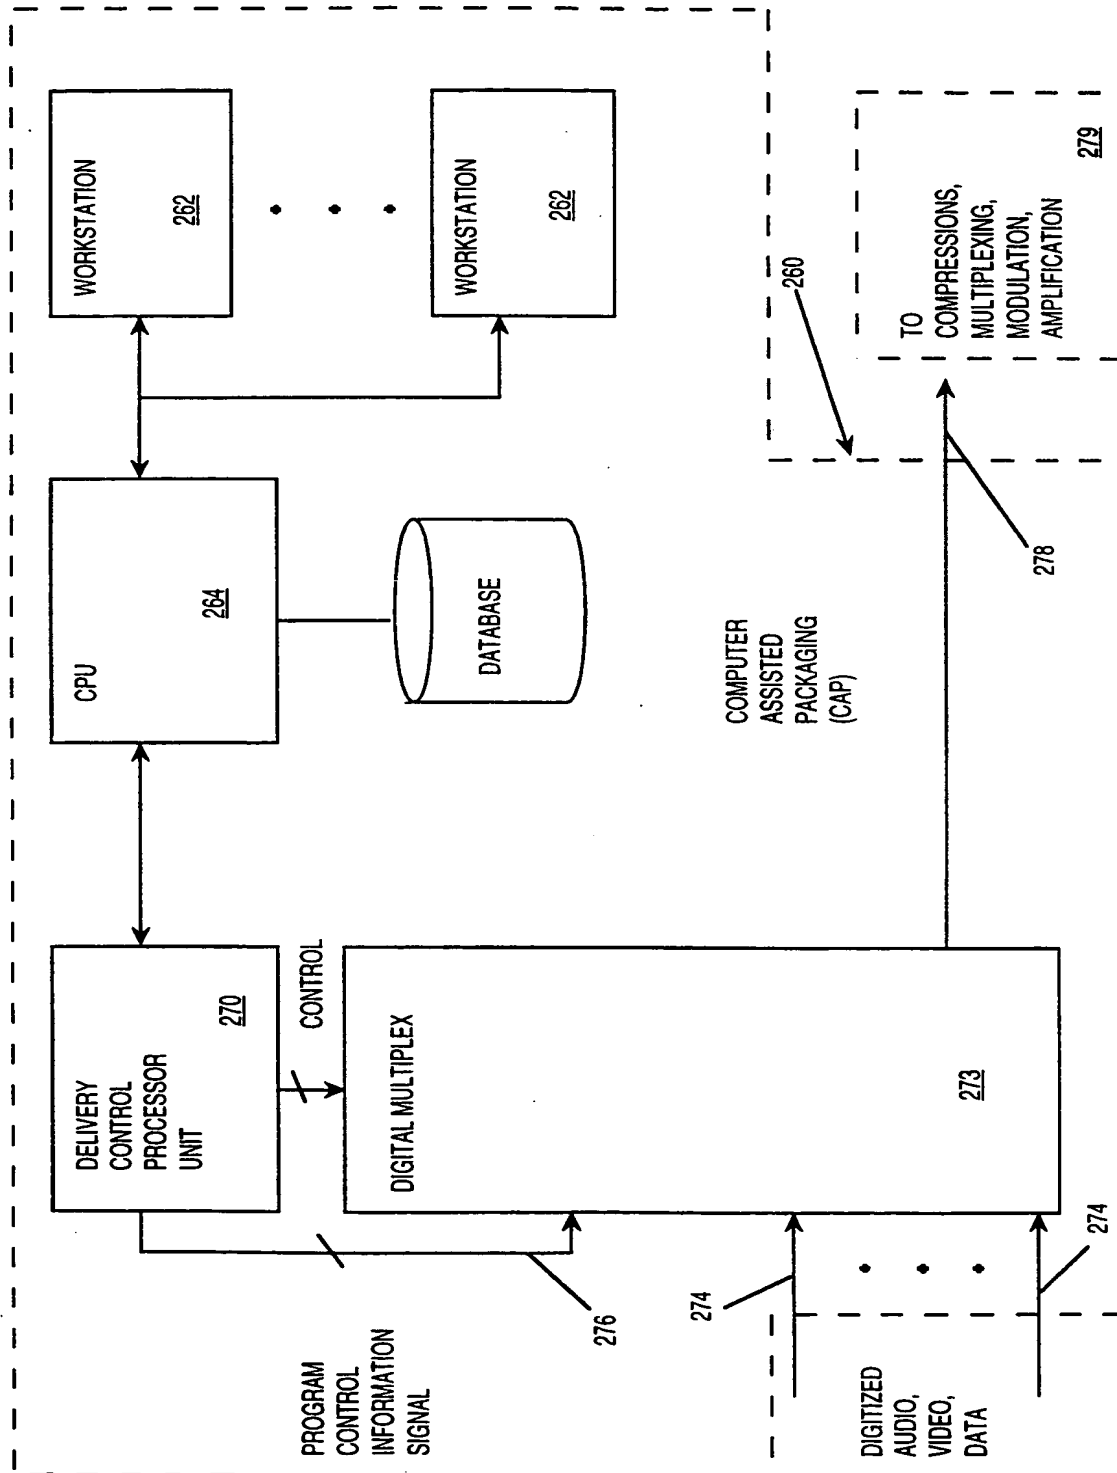 DELIVERY
CONTROL
PROCESSOR
UNIT
270
CPU
264
WORKSTATION
262
WORKSTATION
262
DATABASE
CONTROL
PROGRAM
CONTROL
INFORMATION
SIGNAL
276
DIGITAL MULTIPLEX
273
COMPUTER
ASSISTED
PACKAGING
(CAP)
260
274
274
DIGITIZED
AUDIO,
VIDEO,
DATA
278
TO
COMPRESSIONS,
MULTIPLEXING,
MODULATION,
AMPLIFICATION
279